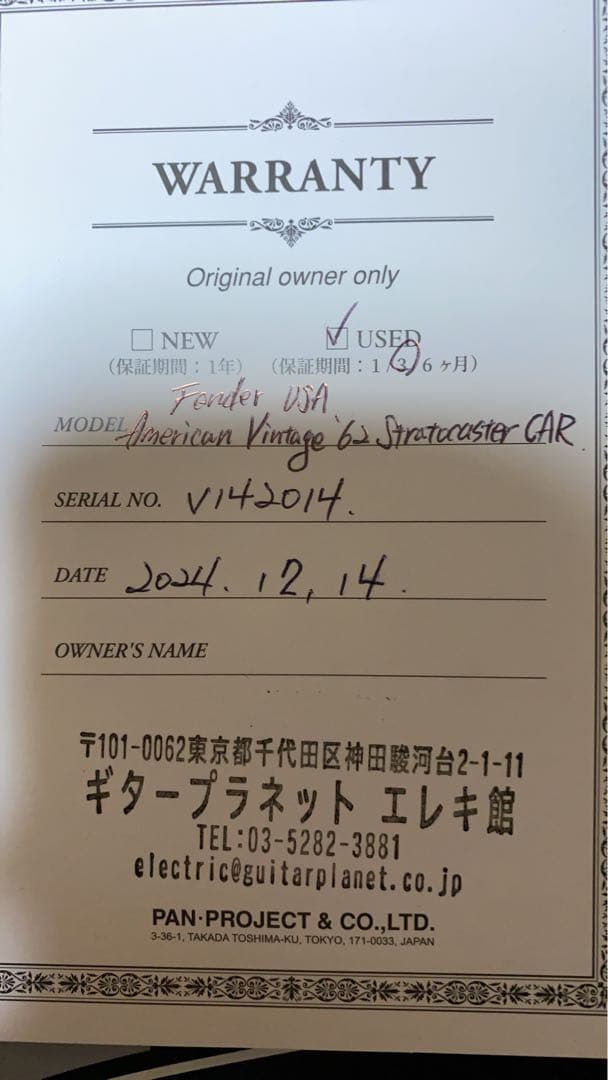 WARRANTY
Original owner only
☐ NEW ☑ USED
(保証期間：1年) (保証期間：1/3/6ヶ月)
Fender USA
MODEL American Vintage '62 Stratocaster CAR
SERIAL NO. V142014.
DATE 2024.12,14.
OWNER'S NAME
〒101-0062東京都千代田区神田駿河台2-1-11
ギタープラネット エレキ館
TEL:03-5282-3881
electric@guitarplanet.co.jp
PAN·PROJECT & CO.,LTD.
3-36-1, TAKADA TOSHIMA-KU, TOKYO, 171-0033, JAPAN